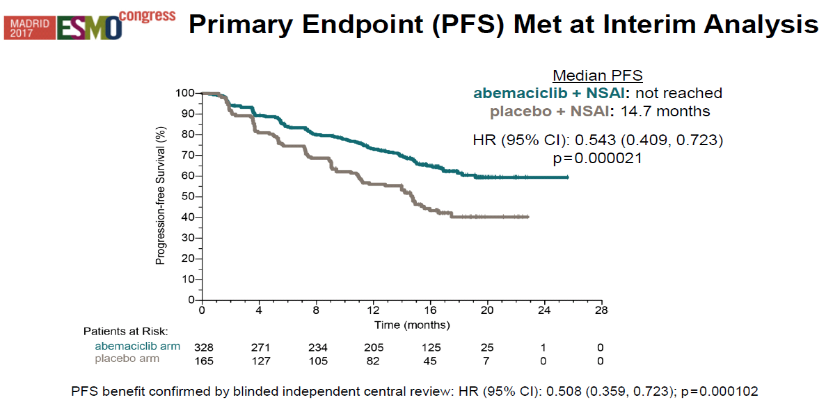 MADRID
2017
ESMO congress
Primary Endpoint (PFS) Met at Interim Analysis
Median PFS
abemaciclib + NSAI: not reached
placebo + NSAI: 14.7 months
HR (95% CI): 0.543 (0.409, 0.723)
p=0.000021
Progression-free Survival (%)
100
90
80
70
60
50
40
30
20
10
0
0 4 8 12 16 20 24 28
Time (months)
Patients at Risk:
abemaciclib arm 328 271 234 205 125 25 1 0
placebo arm 165 127 105 82 45 7 0 0
PFS benefit confirmed by blinded independent central review: HR (95% CI): 0.508 (0.359, 0.723); p=0.000102